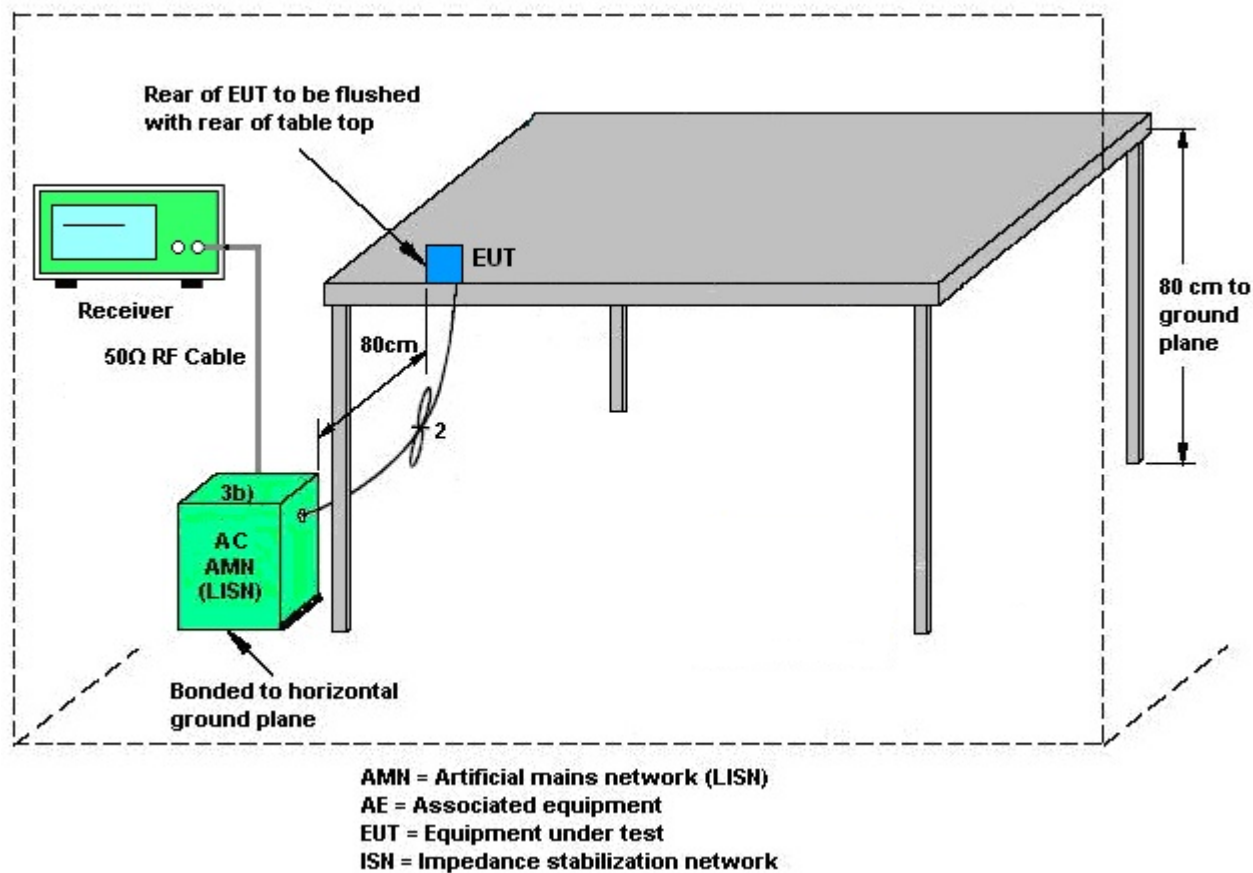 Rear of EUT to be flushed
with rear of table top
EUT
Receiver
50Ω RF Cable
80cm
80 cm to
ground
plane
2
3b)
AC
AMN
(LISN)
Bonded to horizontal
ground plane
AMN = Artificial mains network (LISN)
AE = Associated equipment
EUT = Equipment under test
ISN = Impedance stabilization network